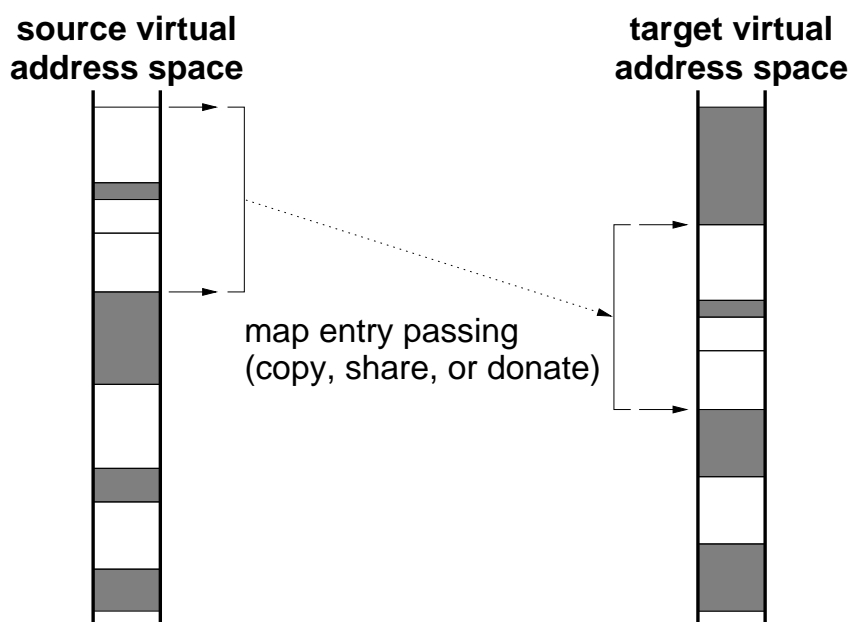 source virtual
address space
target virtual
address space
map entry passing
(copy, share, or donate)